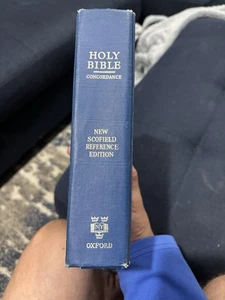 HOLY
BIBLE
CONCORDANCE
NEW
SCOFIELD
REFERENCE
EDITION
OXFORD